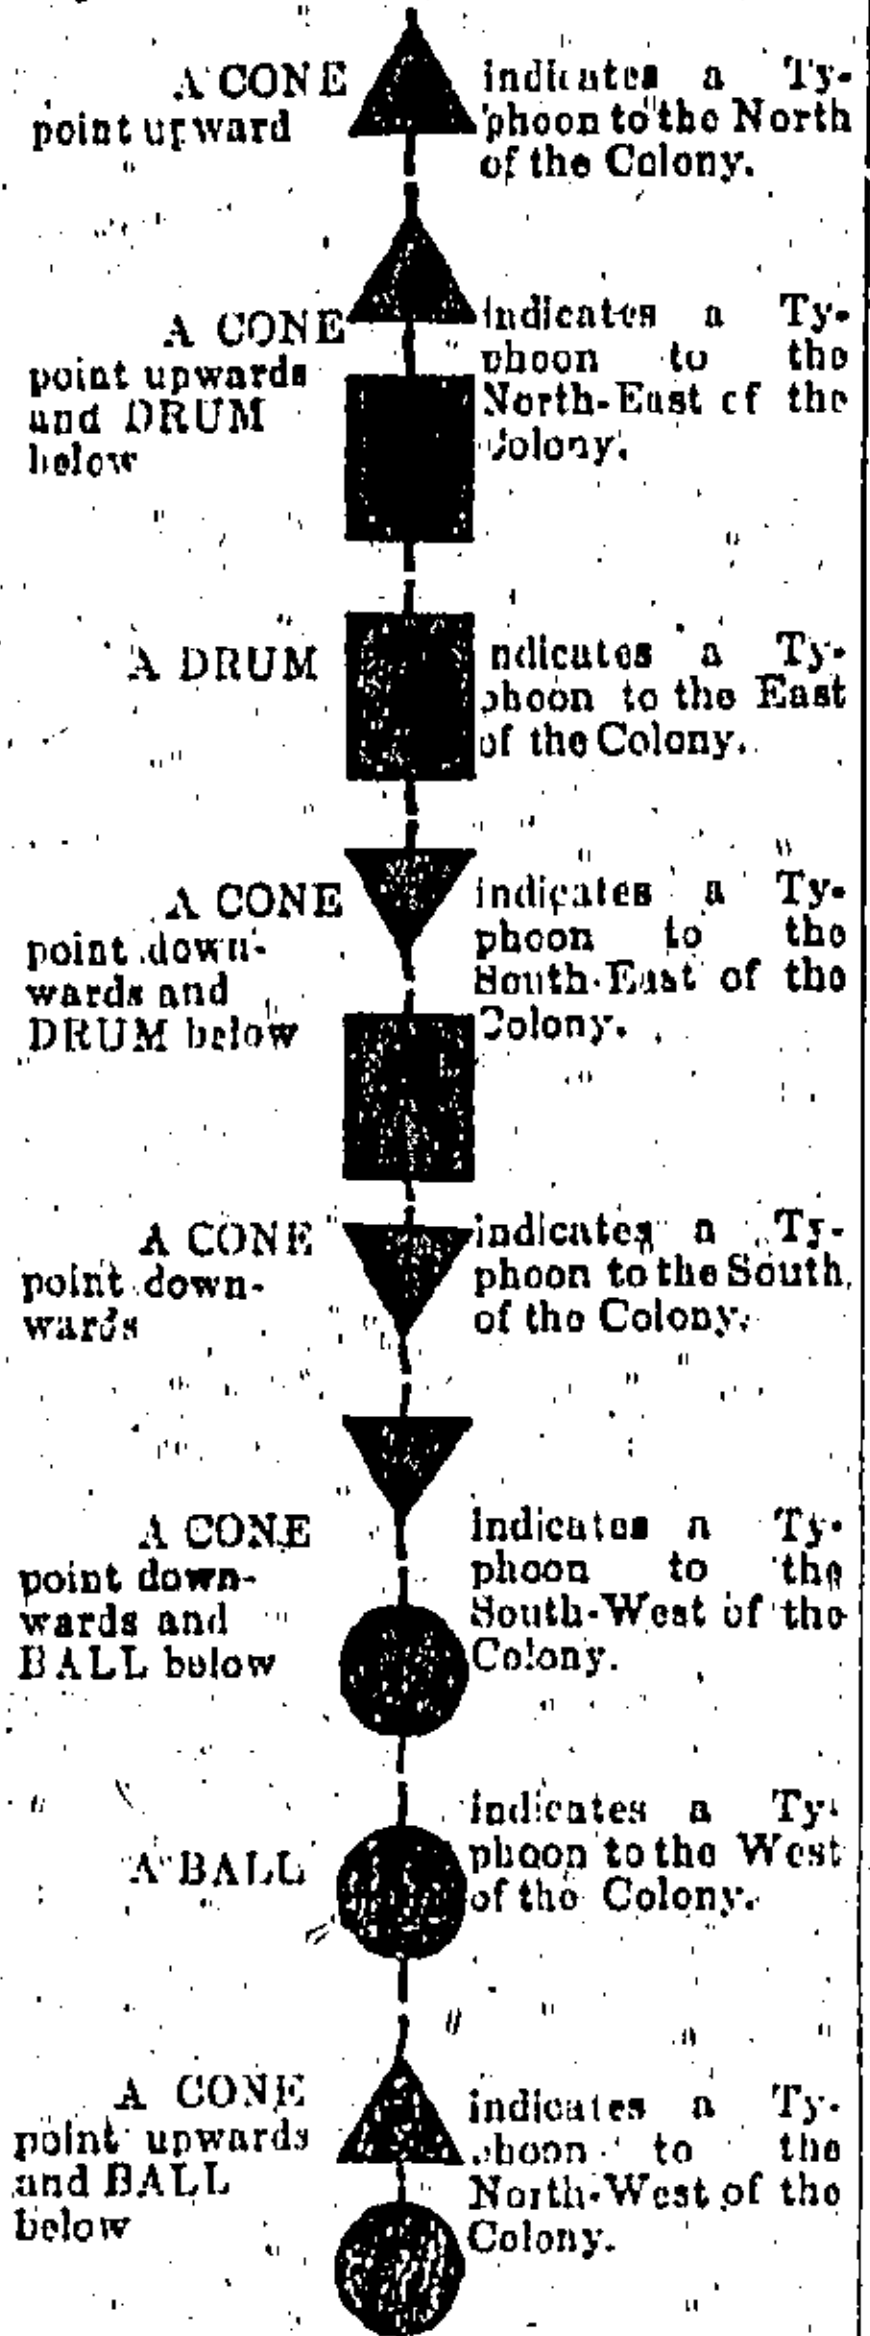 A CONE
point upward
indicates a Ty-
phoon to the North
of the Colony.
A CONE
point upwards
and DRUM
below
indicates a Ty-
phoon to the
North-East of the
Colony.
A DRUM
indicates a Ty-
phoon to the East
of the Colony.
A CONE
point down-
wards and
DRUM below
indicates a Ty-
phoon to the
South-East of the
Colony.
A CONE
point down-
wards
indicates a Ty-
phoon to the South
of the Colony.
A CONE
point down-
wards and
BALL below
indicates a Ty-
phoon to the
South-West of the
Colony.
A BALL
indicates a Ty-
phoon to the West
of the Colony.
A CONE
point upwards
and BALL
below
indicates a Ty-
phoon to the
North-West of the
Colony.